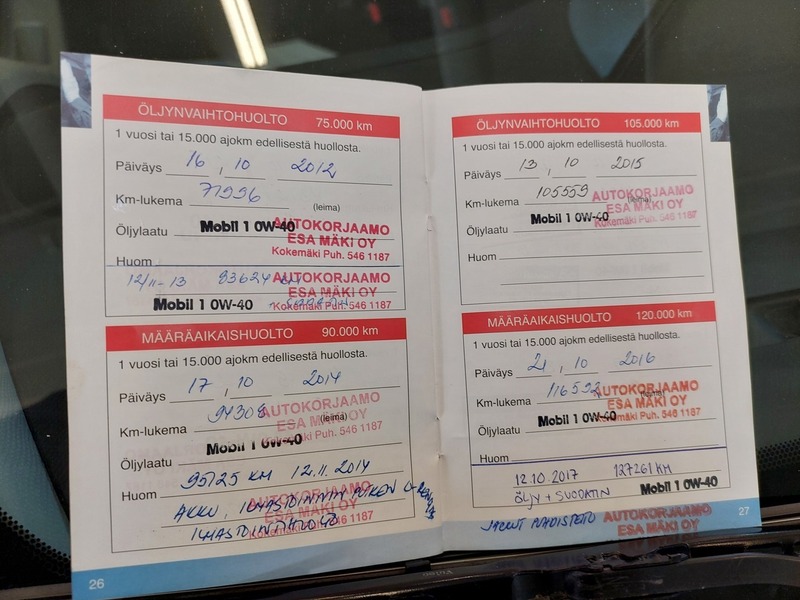 ÖLJYNVAIHTOHUOLTO 75.000 km
1 vuosi tai 15.000 ajokm edellisestä huollosta.
Päiväys 16 , 10 2012
Km-lukema 71996
(leima)
Öljylaatu Mobil 1 0W-40
AUTOKORJAAMO
ESA MÄKI OY
Kokemäki Puh. 546 1187
Huom
12/11-13 83624
AUTOKORJAAMO
ESA MÄKI OY
Kokemäki Puh. 546 1187
Mobil 1 0W-40
MÄÄRÄAIKAISHUOLTO 90.000 km
1 vuosi tai 15.000 ajokm edellisestä huollosta.
Päiväys 17 , 10 2014
Km-lukema 94308
(leima)
AUTOKORJAAMO
ESA MÄKI OY
Kokemäki Puh. 546 1187
Öljylaatu Mobil 1 0W-40
Huom 95125 KM 12.11.2014
AKKU, ILMASTOINNIN
ILMASTOINTIHUOLTO
AUTOKORJAAMO
ESA MÄKI OY
Kokemäki Puh. 546 1187
26
ÖLJYNVAIHTOHUOLTO 105.000 km
1 vuosi tai 15.000 ajokm edellisestä huollosta.
Päiväys 13 , 10 2015
Km-lukema 105559
(leima)
AUTOKORJAAMO
ESA MÄKI OY
Kokemäki Puh. 546 1187
Öljylaatu Mobil 1 0W-40
Huom
MÄÄRÄAIKAISHUOLTO 120.000 km
1 vuosi tai 15.000 ajokm edellisestä huollosta.
Päiväys 21 , 10 2016
Km-lukema 116592
AUTOKORJAAMO
ESA MÄKI OY
Kokemäki Puh. 546 1187
Öljylaatu Mobil 1 0W-40
Huom
12.10.2017 127261 KM
ÖLJY + SUODATIN Mobil 1 0W-40
AUTOKORJAAMO
ESA MÄKI OY
27